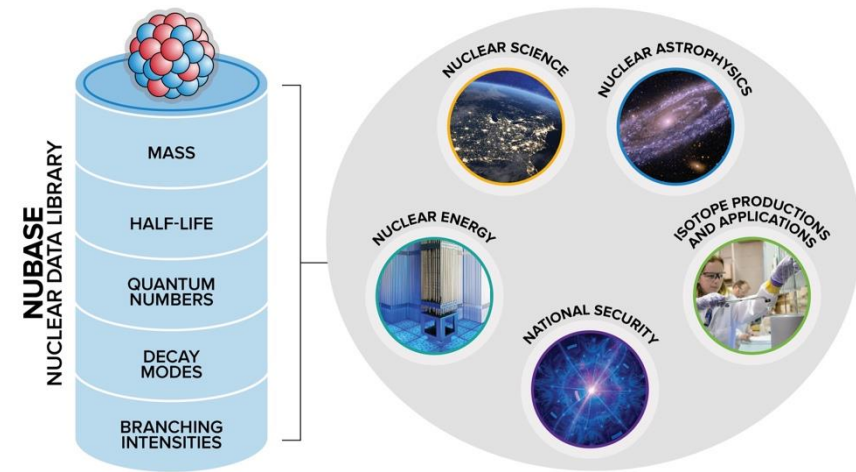 NUBASE
NUCLEAR DATA LIBRARY
MASS
HALF-LIFE
QUANTUM
NUMBERS
DECAY
MODES
BRANCHING
INTENSITIES
NUCLEAR SCIENCE
NUCLEAR ASTROPHYSICS
NUCLEAR ENERGY
ISOTOPE PRODUCTIONS
AND APPLICATIONS
NATIONAL SECURITY